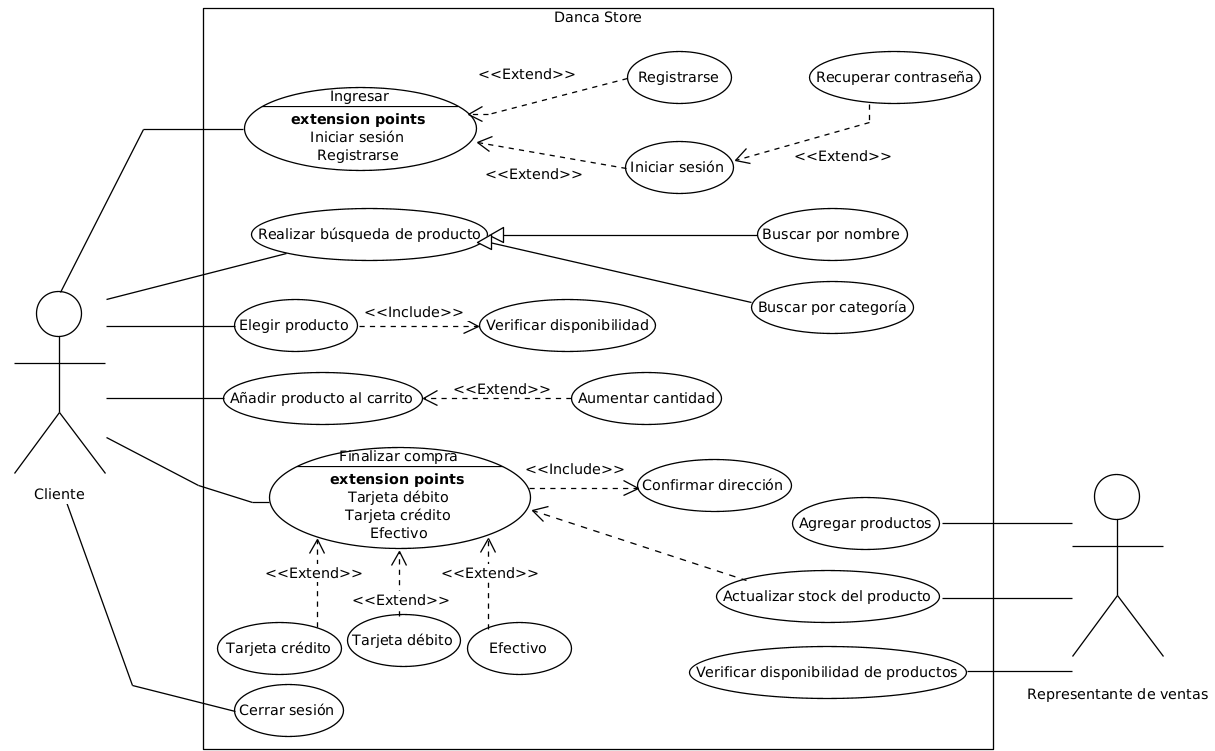 Danca Store
Ingresar
extension points
Iniciar sesión
Registrarse
<<Extend>>
Registrarse
Recuperar contraseña
<<Extend>>
Iniciar sesión
<<Extend>>
Realizar búsqueda de producto
Buscar por nombre
Buscar por categoría
Elegir producto
<<Include>>
Verificar disponibilidad
Añadir producto al carrito
<<Extend>>
Aumentar cantidad
Cliente
Finalizar compra
extension points
Tarjeta débito
Tarjeta crédito
Efectivo
<<Include>>
Confirmar dirección
Agregar productos
<<Extend>>
<<Extend>>
<<Extend>>
Actualizar stock del producto
Tarjeta crédito
Tarjeta débito
Efectivo
Verificar disponibilidad de productos
Representante de ventas
Cerrar sesión